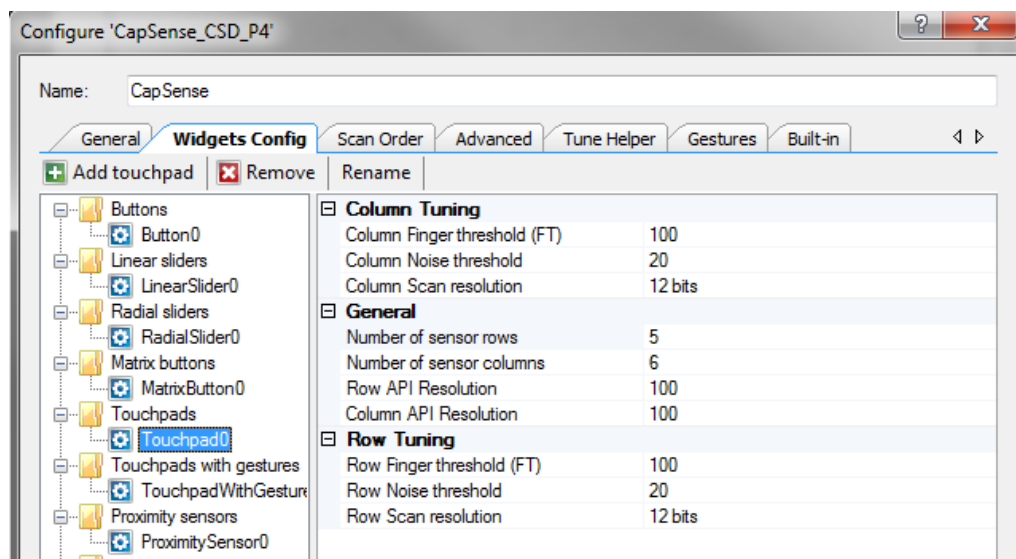 Configure 'CapSense_CSD_P4'
Name: CapSense
General Widgets Config Scan Order Advanced Tune Helper Gestures Built-in
Add touchpad Remove Rename
Buttons
Button0
Linear sliders
LinearSlider0
Radial sliders
RadialSlider0
Matrix buttons
MatrixButton0
Touchpads
Touchpad0
Touchpads with gestures
TouchpadWithGesture
Proximity sensors
ProximitySensor0
Column Tuning
Column Finger threshold (FT) 100
Column Noise threshold 20
Column Scan resolution 12 bits
General
Number of sensor rows 5
Number of sensor columns 6
Row API Resolution 100
Column API Resolution 100
Row Tuning
Row Finger threshold (FT) 100
Row Noise threshold 20
Row Scan resolution 12 bits